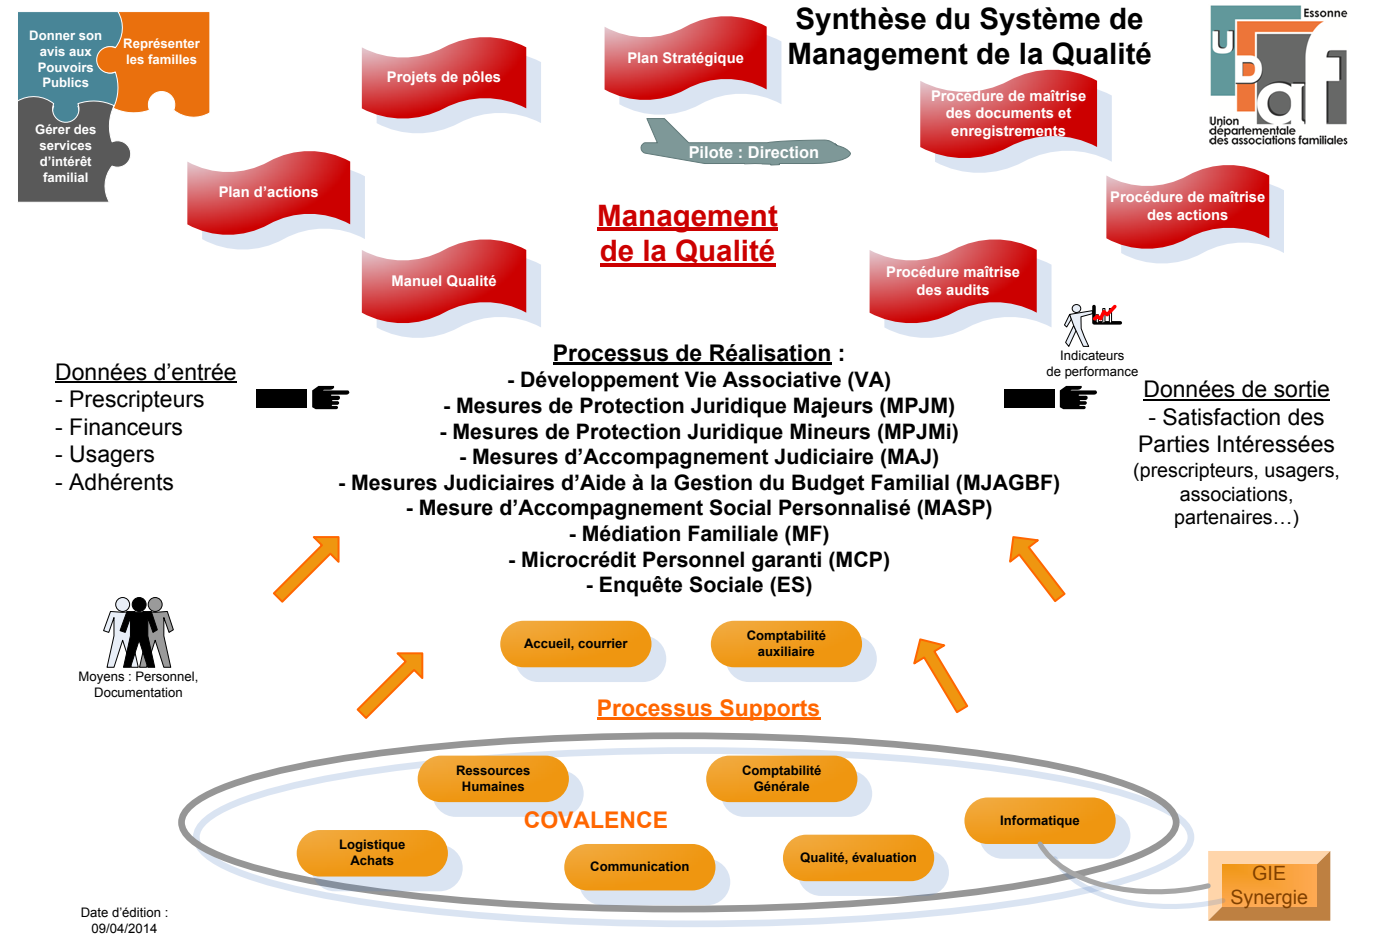 Synthèse du Système de
Management de la Qualité
Donner son
avis aux
Pouvoirs
Publics
Représenter
les familles
Gérer des
services
d'intérêt
familial
Essonne
Udaf
Union
départementale
des associations familiales
Projets de pôles
Plan Stratégique
Procédure de maîtrise
des documents et
enregistrements
Pilote : Direction
Plan d'actions
Procédure de maîtrise
des actions
Management
de la Qualité
Manuel Qualité
Procédure maîtrise
des audits
Indicateurs
de performance
Données d'entrée
- Prescripteurs
- Financeurs
- Usagers
- Adhérents
Processus de Réalisation :
- Développement Vie Associative (VA)
- Mesures de Protection Juridique Majeurs (MPJM)
- Mesures de Protection Juridique Mineurs (MPJMi)
- Mesures d'Accompagnement Judiciaire (MAJ)
- Mesures Judiciaires d'Aide à la Gestion du Budget Familial (MJAGBF)
- Mesure d'Accompagnement Social Personnalisé (MASP)
- Médiation Familiale (MF)
- Microcrédit Personnel garanti (MCP)
- Enquête Sociale (ES)
Données de sortie
- Satisfaction des
Parties Intéressées
(prescripteurs, usagers,
associations,
partenaires…)
Moyens : Personnel,
Documentation
Accueil, courrier
Comptabilité
auxiliaire
Processus Supports
Ressources
Humaines
Comptabilité
Générale
COVALENCE
Informatique
Logistique
Achats
Communication
Qualité, évaluation
GIE
Synergie
Date d'édition :
09/04/2014